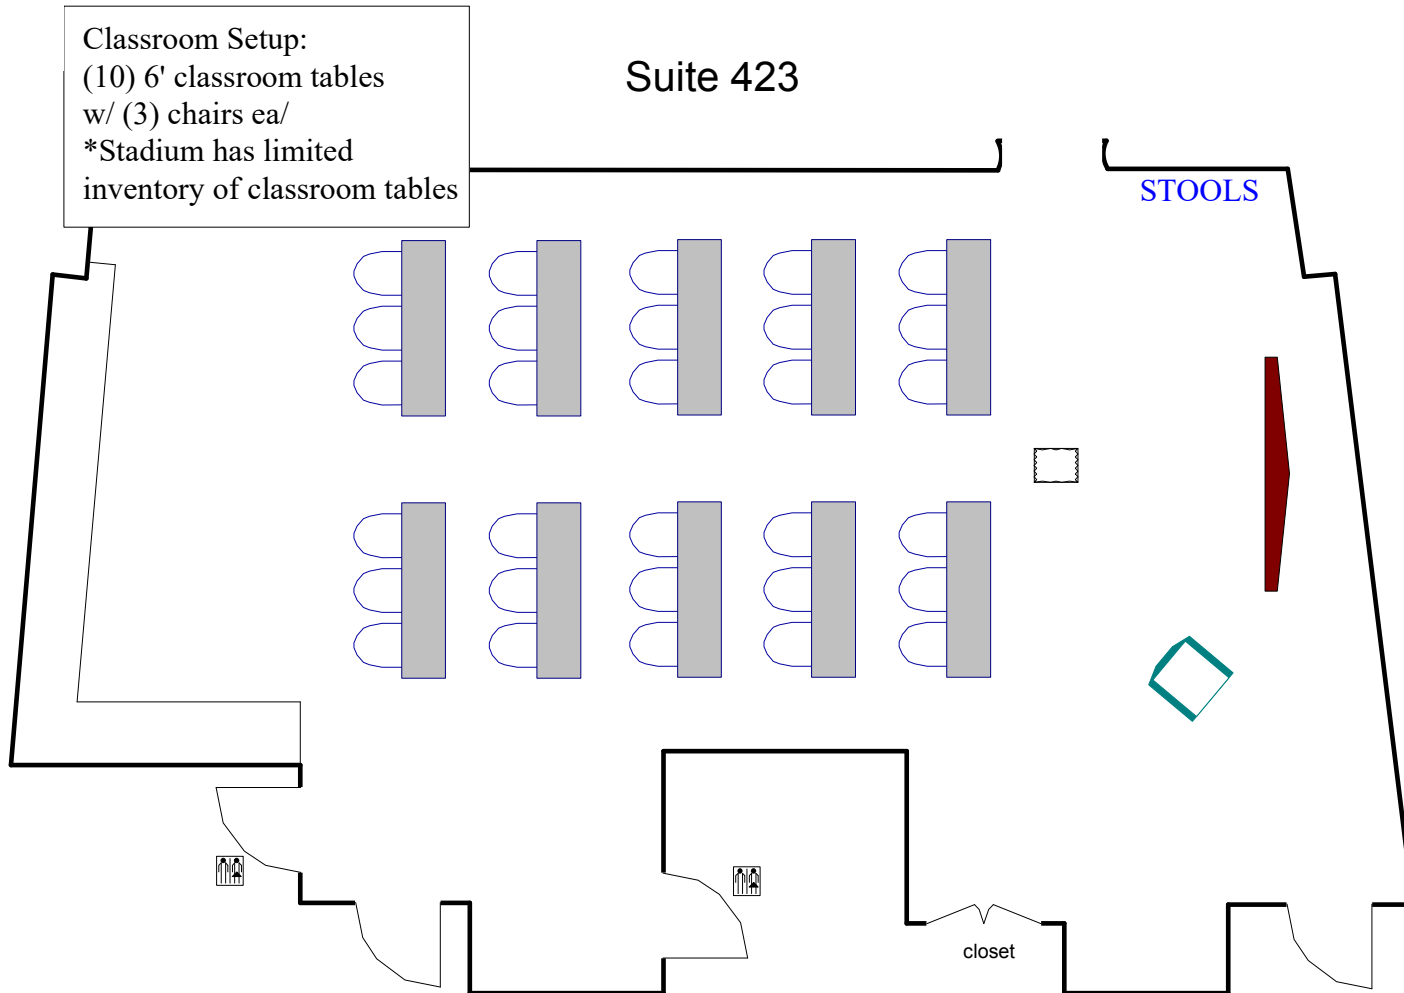 Classroom Setup:
(10) 6' classroom tables
w/ (3) chairs ea/
*Stadium has limited
inventory of classroom tables
Suite 423
STOOLS
closet